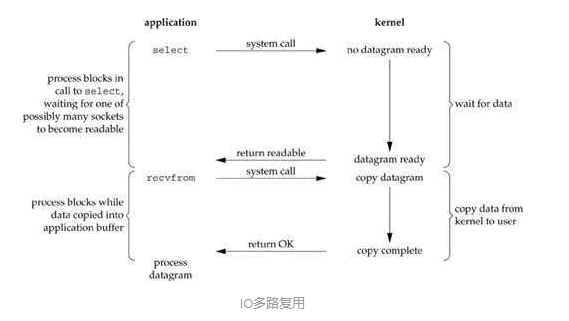 application
kernel
select
system call
no datagram ready
process blocks in
call to select,
waiting for one of
possibly many sockets
to become readable
wait for data
return readable
datagram ready
recvfrom
system call
copy datagram
process blocks while
data copied into
application buffer
copy data from
kernel to user
return OK
copy complete
process
datagram
IO多路复用